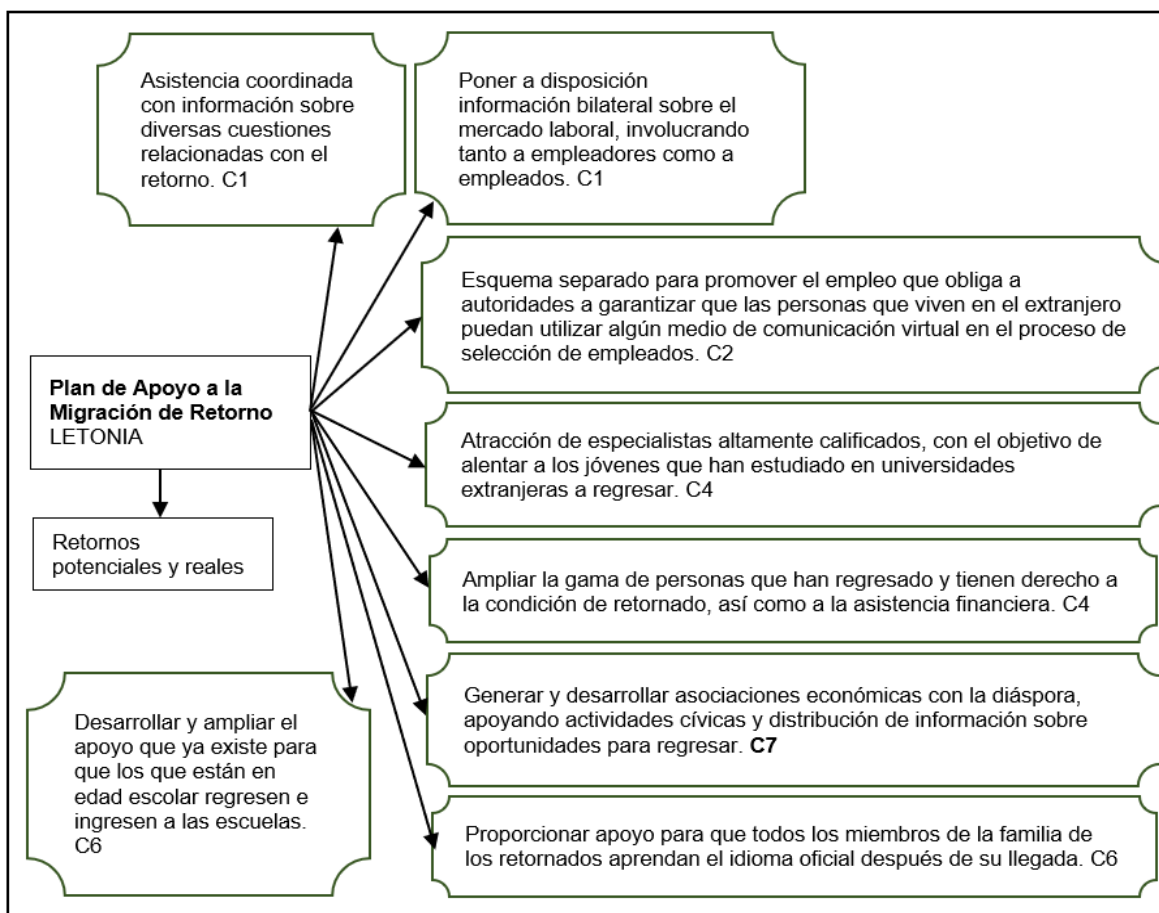 Asistencia coordinada
con información sobre
diversas cuestiones
relacionadas con el
retorno. C1
Poner a disposición
información bilateral sobre el
mercado laboral, involucrando
tanto a empleadores como a
empleados. C1
Esquema separado para promover el empleo que obliga a
autoridades a garantizar que las personas que viven en el extranjero
puedan utilizar algún medio de comunicación virtual en el proceso de
selección de empleados. C2
Plan de Apoyo a la
Migración de Retorno
LETONIA
Atracción de especialistas altamente calificados, con el objetivo de
alentar a los jóvenes que han estudiado en universidades
extranjeras a regresar. C4
Retornos
potenciales y reales
Ampliar la gama de personas que han regresado y tienen derecho a
la condición de retornado, así como a la asistencia financiera. C4
Generar y desarrollar asociaciones económicas con la diáspora,
apoyando actividades cívicas y distribución de información sobre
oportunidades para regresar. C7
Desarrollar y ampliar el
apoyo que ya existe para
que los que están en
edad escolar regresen e
ingresen a las escuelas.
C6
Proporcionar apoyo para que todos los miembros de la familia de
los retornados aprendan el idioma oficial después de su llegada. C6